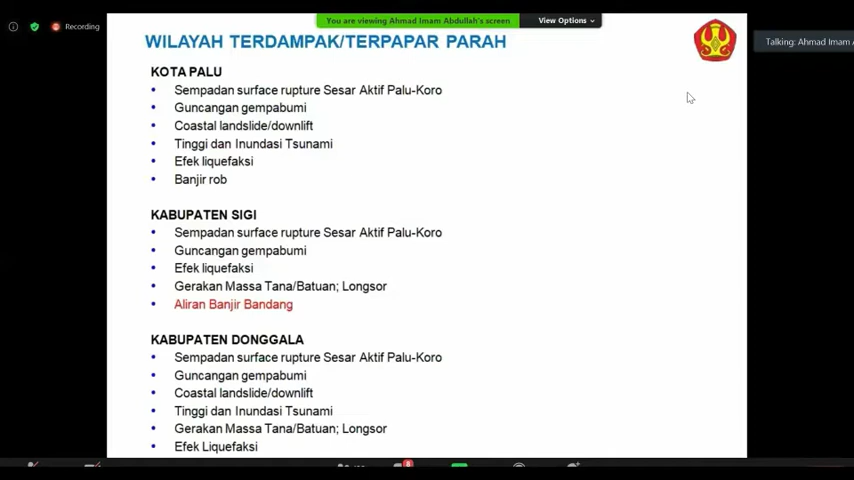 Recording
You are viewing Ahmad Imam Abdullah's screen
View Options
Talking: Ahmad Imam
WILAYAH TERDAMPAK/TERPAPAR PARAH
KOTA PALU
• Sempadan surface rupture Sesar Aktif Palu-Koro
• Guncangan gempabumi
• Coastal landslide/downlift
• Tinggi dan Inundasi Tsunami
• Efek liquefaksi
• Banjir rob
KABUPATEN SIGI
• Sempadan surface rupture Sesar Aktif Palu-Koro
• Guncangan gempabumi
• Efek liquefaksi
• Gerakan Massa Tana/Batuan; Longsor
• Aliran Banjir Bandang
KABUPATEN DONGGALA
• Sempadan surface rupture Sesar Aktif Palu-Koro
• Guncangan gempabumi
• Coastal landslide/downlift
• Tinggi dan Inundasi Tsunami
• Gerakan Massa Tana/Batuan; Longsor
• Efek Liquefaksi